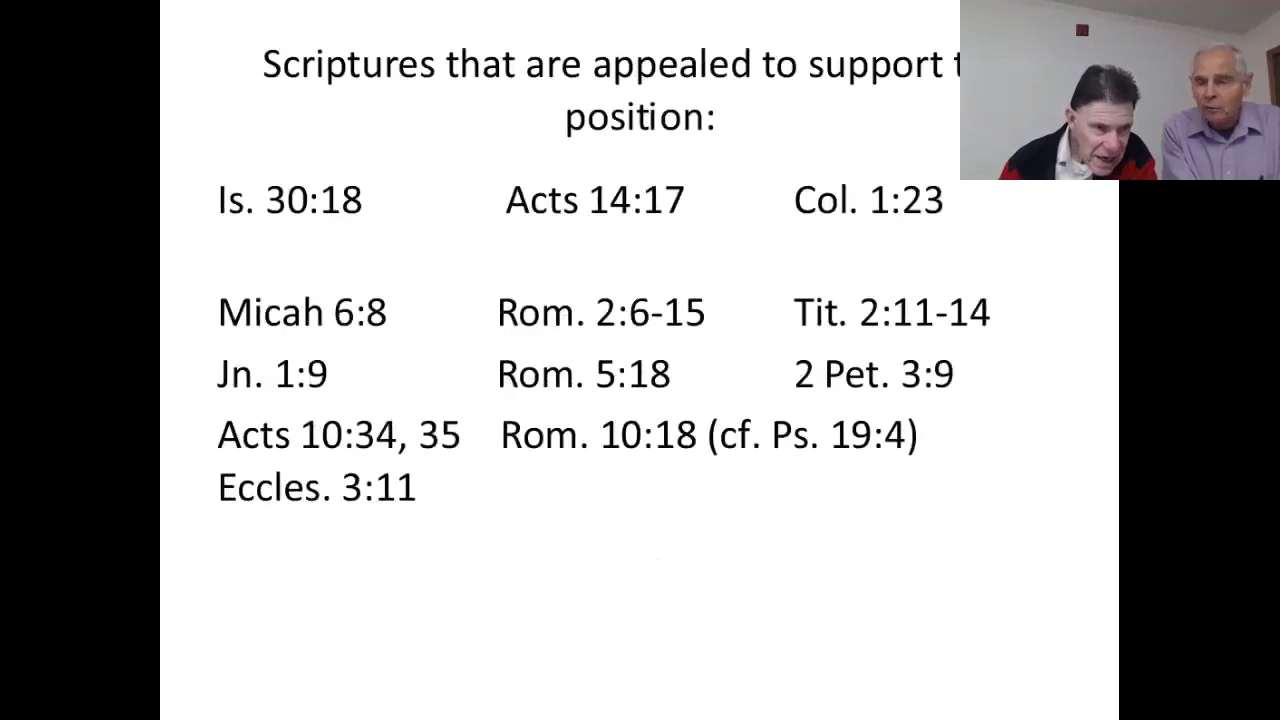 Scriptures that are appealed to support
position:
Is. 30:18 Acts 14:17 Col. 1:23
Micah 6:8 Rom. 2:6-15 Tit. 2:11-14
Jn. 1:9 Rom. 5:18 2 Pet. 3:9
Acts 10:34, 35 Rom. 10:18 (cf. Ps. 19:4)
Eccles. 3:11